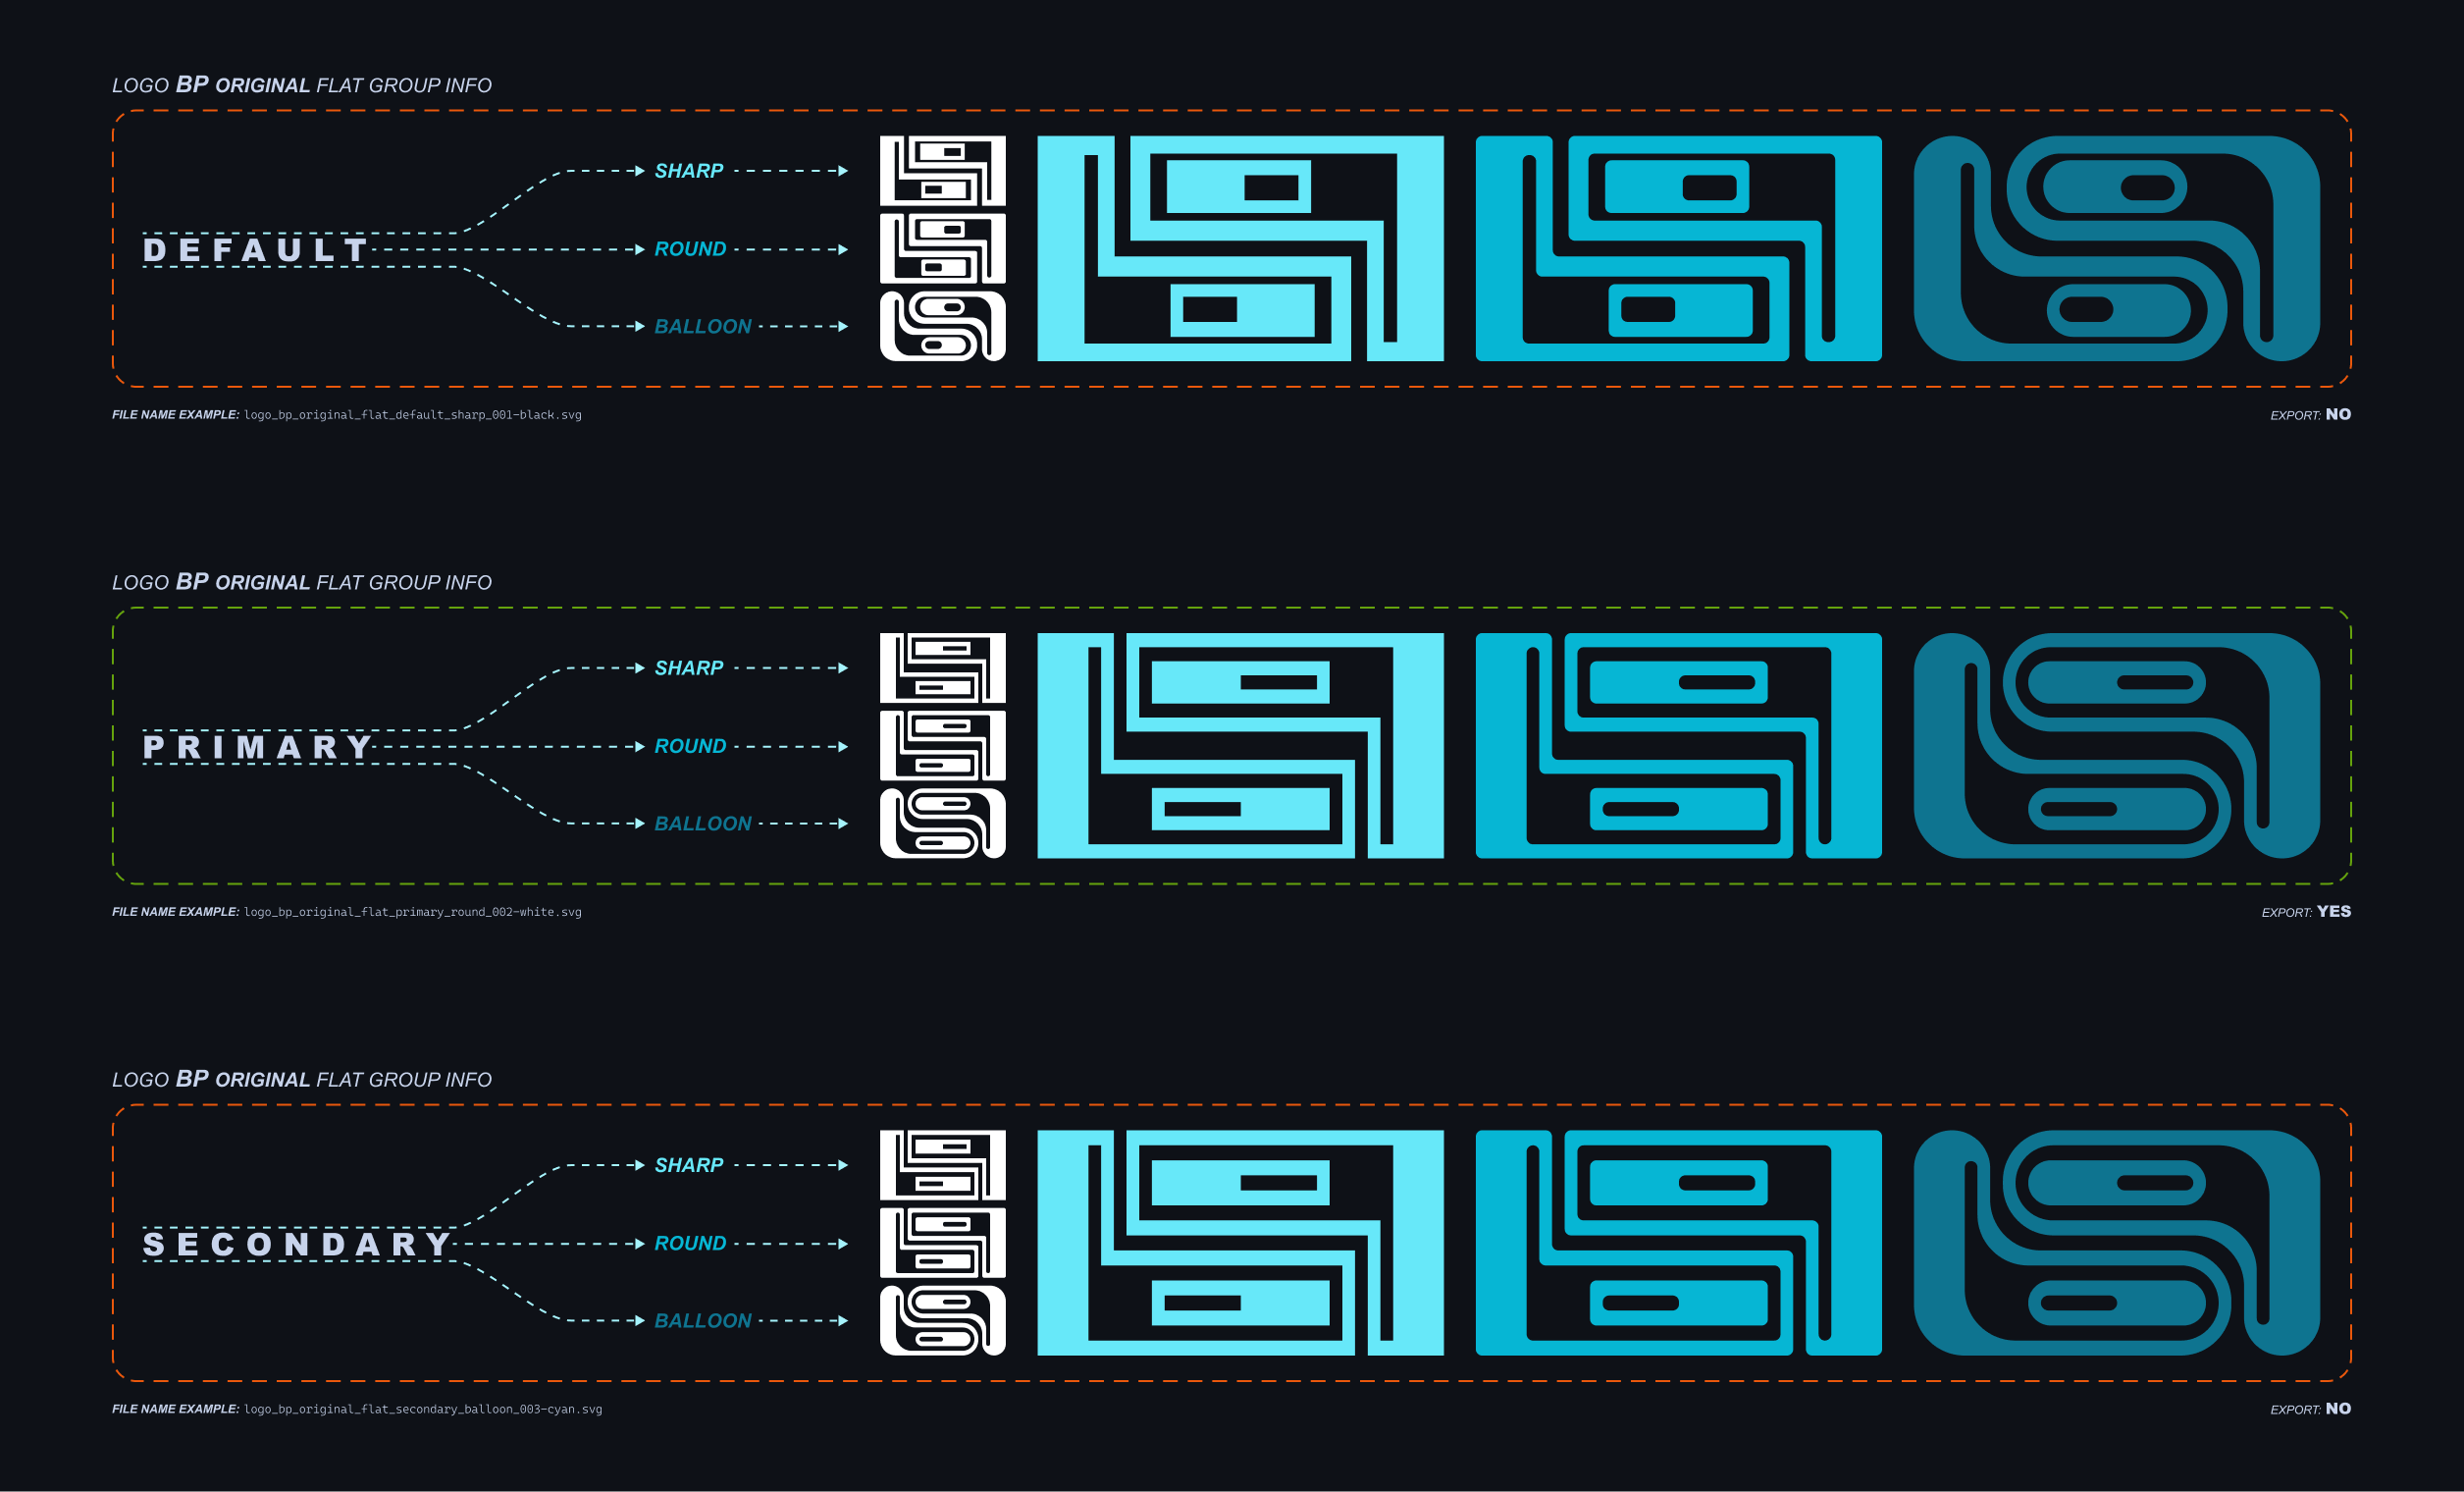 LOGO BP ORIGINAL FLAT GROUP INFO
SHARP
DEFAULT
ROUND
BALLOON
FILE NAME EXAMPLE: logo_bp_original_flat_default_sharp_001-black.svg
EXPORT: NO
LOGO BP ORIGINAL FLAT GROUP INFO
SHARP
PRIMARY
ROUND
BALLOON
FILE NAME EXAMPLE: logo_bp_original_flat_primary_round_002-white.svg
EXPORT: YES
LOGO BP ORIGINAL FLAT GROUP INFO
SHARP
SECONDARY
ROUND
BALLOON
FILE NAME EXAMPLE: logo_bp_original_flat_secondary_balloon_003-cyan.svg
EXPORT: NO